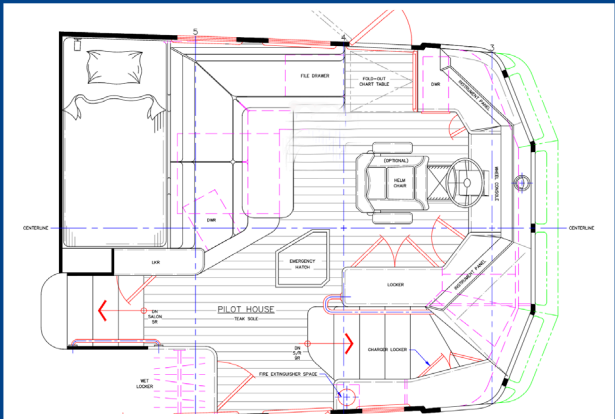 5
4
3
FILE DRAWER
FOLD-OUT
CHART TABLE
DWR
INSTRUMENT PANEL
(OPTIONAL)
HELM
CHAIR
WHEEL CONSOLE
DWR
CENTERLINE
CENTERLINE
LKR
EMERGENCY
HATCH
LOCKER
INSTRUMENT PANEL
DN
SALON
5R
PILOT HOUSE
TEAK SOLE
DN
S/R
9R
CHARGER LOCKER
FIRE EXTINGUISHER SPACE
WET
LOCKER